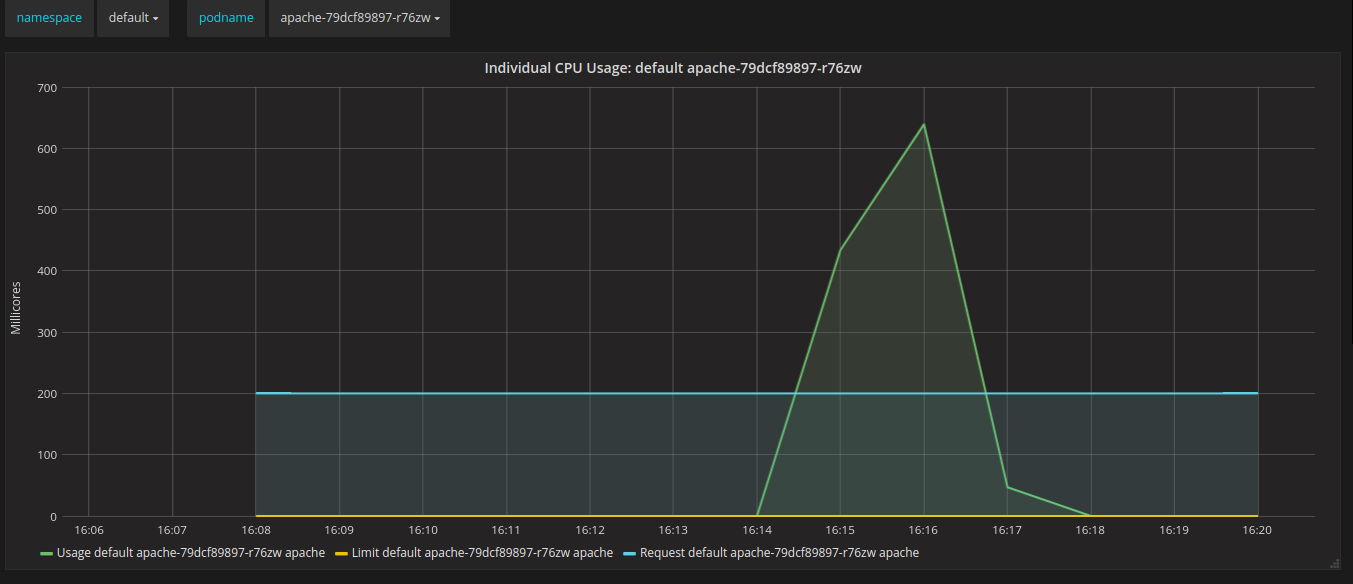 namespace default podname apache-79dcf89897-r76zw
Individual CPU Usage: default apache-79dcf89897-r76zw
Millicores
700
600
500
400
300
200
100
0
16:06 16:07 16:08 16:09 16:10 16:11 16:12 16:13 16:14 16:15 16:16 16:17 16:18 16:19 16:20
Usage default apache-79dcf89897-r76zw apache Limit default apache-79dcf89897-r76zw apache Request default apache-79dcf89897-r76zw apache